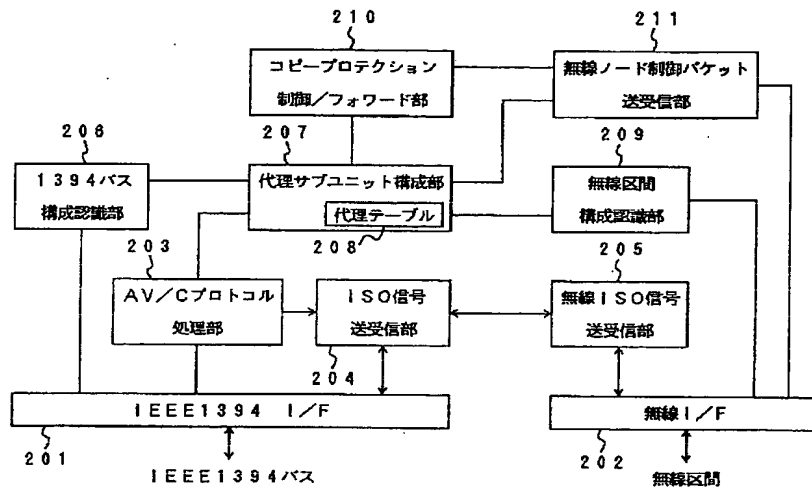 210
211
コピープロテクション
制御/フォワード部
無線ノード制御パケット
送受信部
206
207
209
1394バス
構成認識部
代理サブユニット構成部
代理テーブル
208
無線区間
構成認識部
203
205
AV/Cプロトコル
処理部
ISO信号
送受信部
204
無線ISO信号
送受信部
IEEE1394 I/F
201
無線I/F
202
IEEE1394バス
無線区間